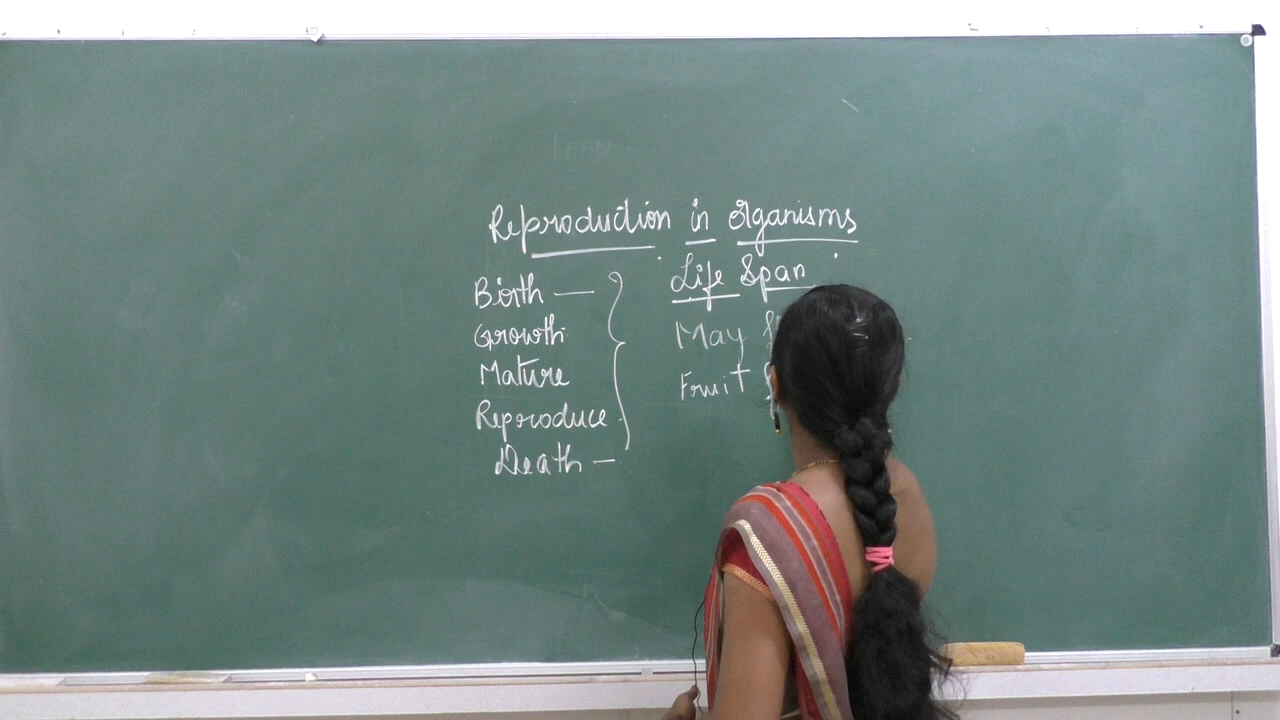 Reproduction in organisms
Birth —
Growth
Mature
Reproduce
Death —
Life Span
May
Fruit